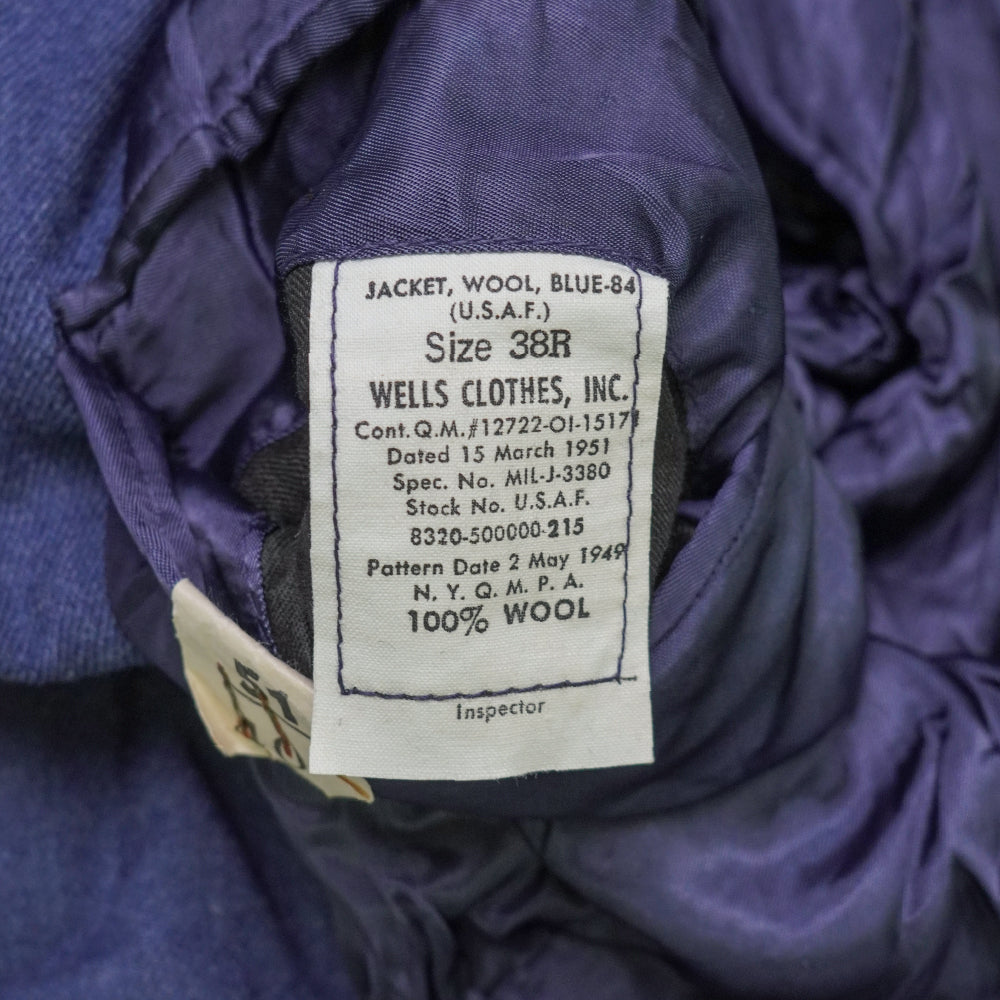 JACKET, WOOL, BLUE-84
(U.S.A.F.)
Size 38R
WELLS CLOTHES, INC.
Cont. Q.M.#12722-OI-1517
Dated 15 March 1951
Spec. No. MIL-J-3380
Stock No. U.S.A.F.
8320-500000-215
Pattern Date 2 May 1949
N. Y. Q. M. P. A.
100% WOOL
Inspector